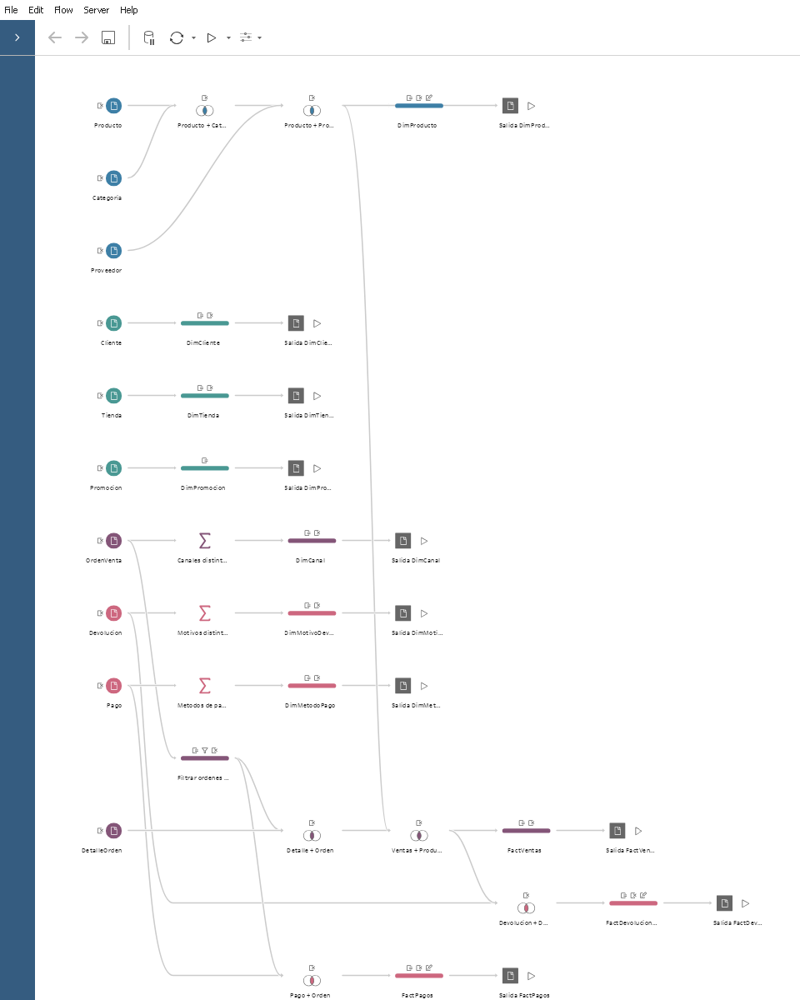 File Edit Flow Server Help
Producto Producto + Cat... Producto + Pro... DimProducto Salida DimProd...
Categoria
Proveedor
Cliente DimCliente Salida DimClie...
Tienda DimTienda Salida DimTien...
Promocion DimPromocion Salida DimPro...
OrdenVenta Canales distint... DimCanal Salida DimCanal
Devolucion Motivos distint... DimMotivoDev... Salida DimMoti...
Pago Metodos de pa... DimMetodoPago Salida DimMet...
Filtrar ordenes ...
DetalleOrden Detalle + Orden Ventas + Produ... FactVentas Salida FactVen...
Devolucion + D... FactDevolucion... Salida FactDev...
Pago + Orden FactPagos Salida FactPagos